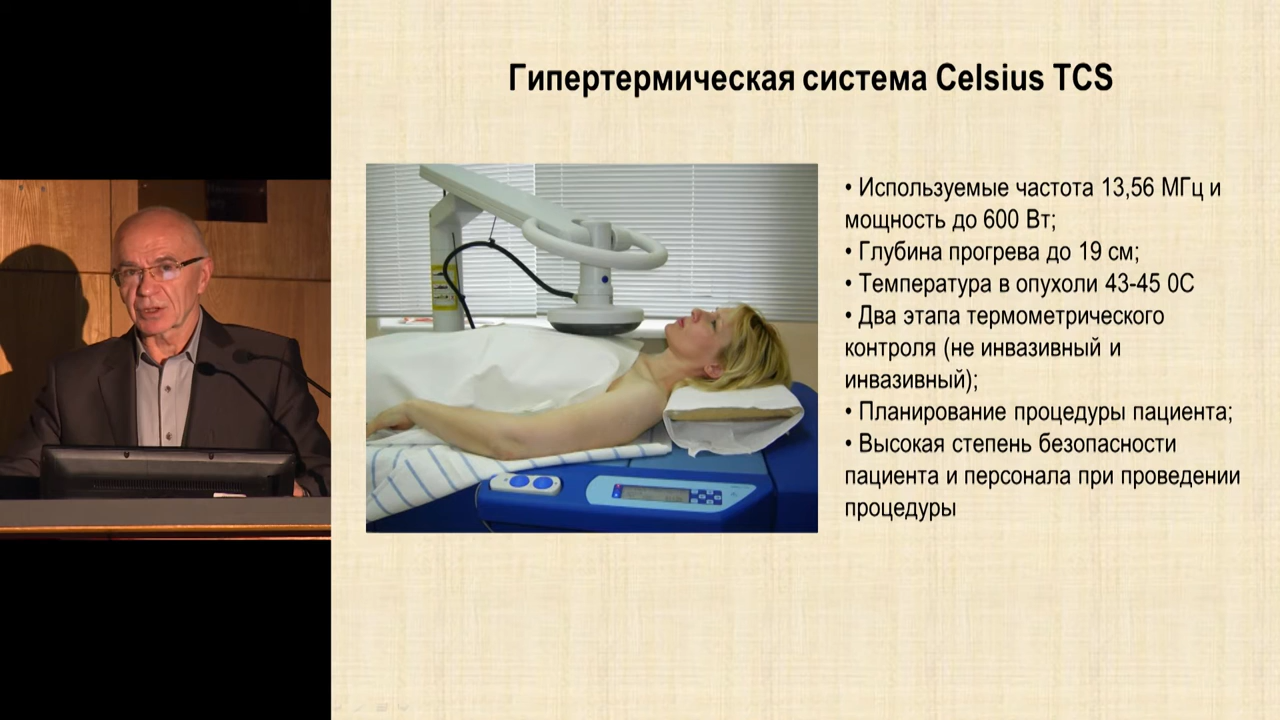 Гипертермическая система Celsius TCS
• Используемые частота 13,56 МГц и
мощность до 600 Вт;
• Глубина прогрева до 19 см;
• Температура в опухоли 43-45 0С
• Два этапа термометрического
контроля (не инвазивный и
инвазивный);
• Планирование процедуры пациента;
• Высокая степень безопасности
пациента и персонала при проведении
процедуры